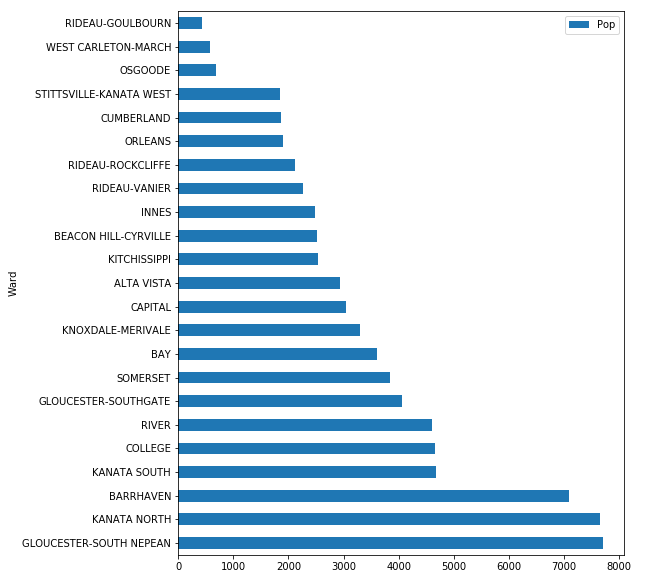 Pop
RIDEAU-GOULBOURN
WEST CARLETON-MARCH
OSGOODE
STITTSVILLE-KANATA WEST
CUMBERLAND
ORLEANS
RIDEAU-ROCKCLIFFE
RIDEAU-VANIER
INNES
BEACON HILL-CYRVILLE
KITCHISSIPPI
ALTA VISTA
CAPITAL
KNOXDALE-MERIVALE
BAY
SOMERSET
GLOUCESTER-SOUTHGATE
RIVER
COLLEGE
KANATA SOUTH
BARRHAVEN
KANATA NORTH
GLOUCESTER-SOUTH NEPEAN
Ward
0 1000 2000 3000 4000 5000 6000 7000 8000